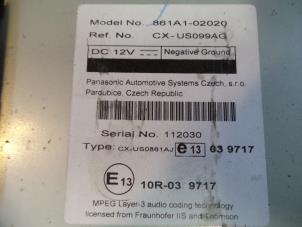 Model No. 861A1-02020
Ref. No. CX-US099AG
DC 12V Negative Ground
Panasonic Automotive Systems Czech, s.r.o.
Pardubice, Czech Republic
Serial No. 112030
Type: CX-US0861AJ e 13 03 9717
E 13 10R-03 9717
MPEG Layer-3 audio coding technology
licensed from Fraunhofer IIS and Thomson